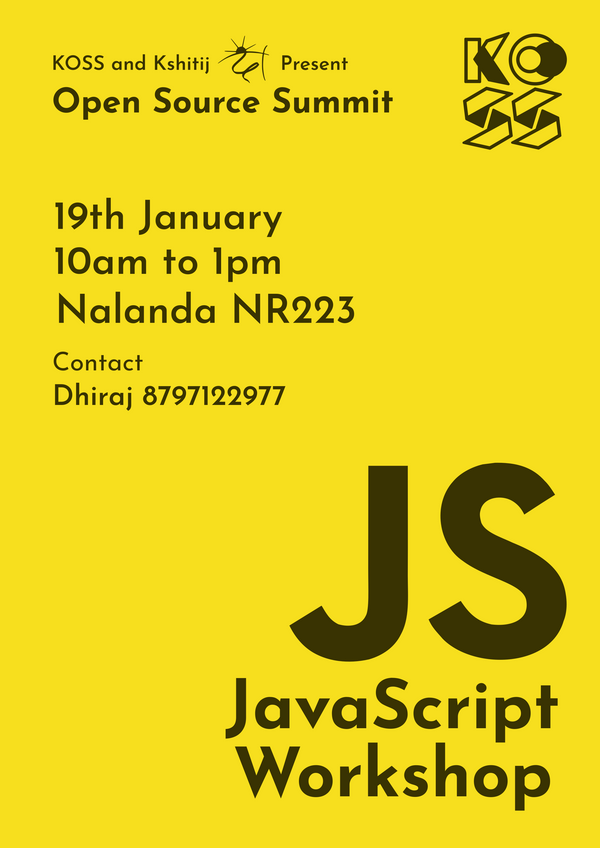 KOSS and Kshitij Present
Open Source Summit
KO
SS
19th January
10am to 1pm
Nalanda NR223
Contact
Dhiraj 8797122977
JS
JavaScript
Workshop